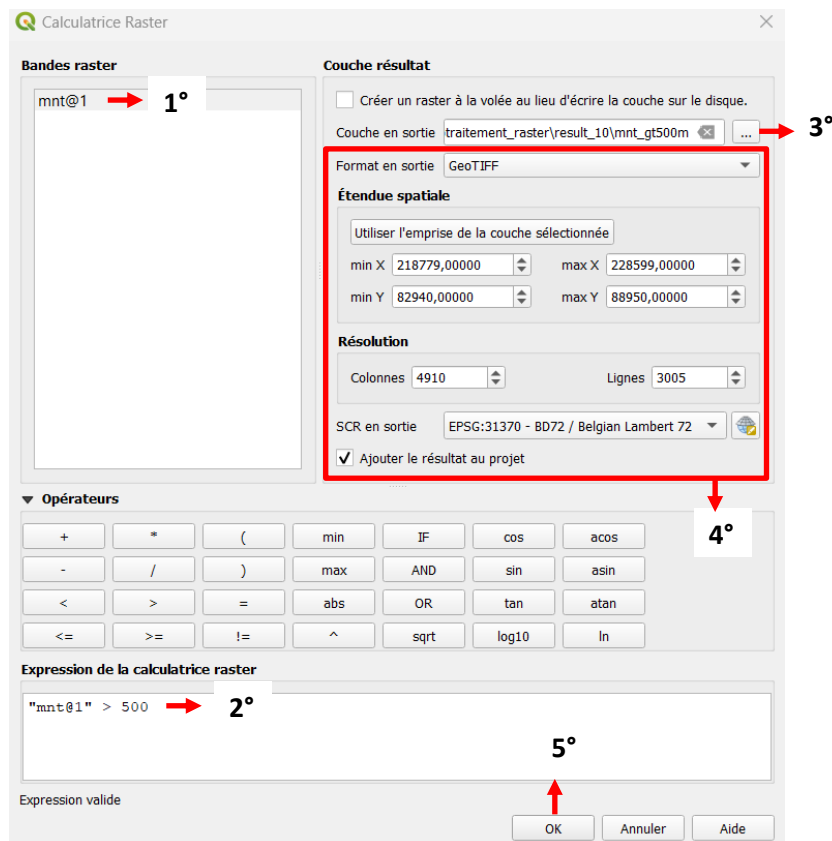 Calculatrice Raster
Bandes raster
mnt@1
1°
Couche résultat
Créer un raster à la volée au lieu d'écrire la couche sur le disque.
Couche en sortie traitement_raster\result_10\mnt_gt500m ...
3°
Format en sortie GeoTIFF
Étendue spatiale
Utiliser l'emprise de la couche sélectionnée
min X 218779,00000 max X 228599,00000
min Y 82940,00000 max Y 88950,00000
Résolution
Colonnes 4910 Lignes 3005
SCR en sortie EPSG:31370 - BD72 / Belgian Lambert 72
Ajouter le résultat au projet
4°
Opérateurs
+ * ( min IF cos acos
- / ) max AND sin asin
< > = abs OR tan atan
<= >= != ^ sqrt log10 ln
Expression de la calculatrice raster
"mnt@1" > 500
2°
5°
Expression valide
OK Annuler Aide